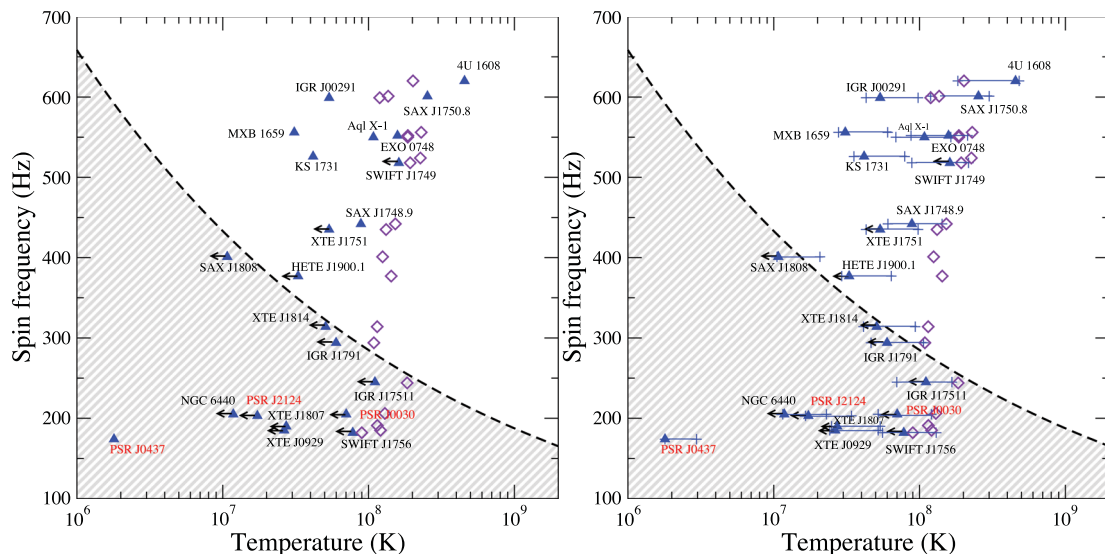 700
600
500
400
300
200
100
Spin frequency (Hz)
4U 1608
IGR J00291
SAX J1750.8
MXB 1659
Aql X-1
EXO 0748
KS 1731
SWIFT J1749
SAX J1748.9
XTE J1751
SAX J1808
HETE J1900.1
XTE J1814
IGR J1791
IGR J17511
NGC 6440
PSR J2124
XTE J1807
PSR J0030
XTE J0929
SWIFT J1756
PSR J0437
10^6
10^7
10^8
10^9
Temperature (K)
700
600
500
400
300
200
100
Spin frequency (Hz)
4U 1608
IGR J00291
SAX J1750.8
MXB 1659
Aql X-1
EXO 0748
KS 1731
SWIFT J1749
SAX J1748.9
XTE J1751
SAX J1808
HETE J1900.1
XTE J1814
IGR J1791
IGR J17511
NGC 6440
PSR J2124
PSR J0030
XTE J1807
XTE J0929
SWIFT J1756
PSR J0437
10^6
10^7
10^8
10^9
Temperature (K)